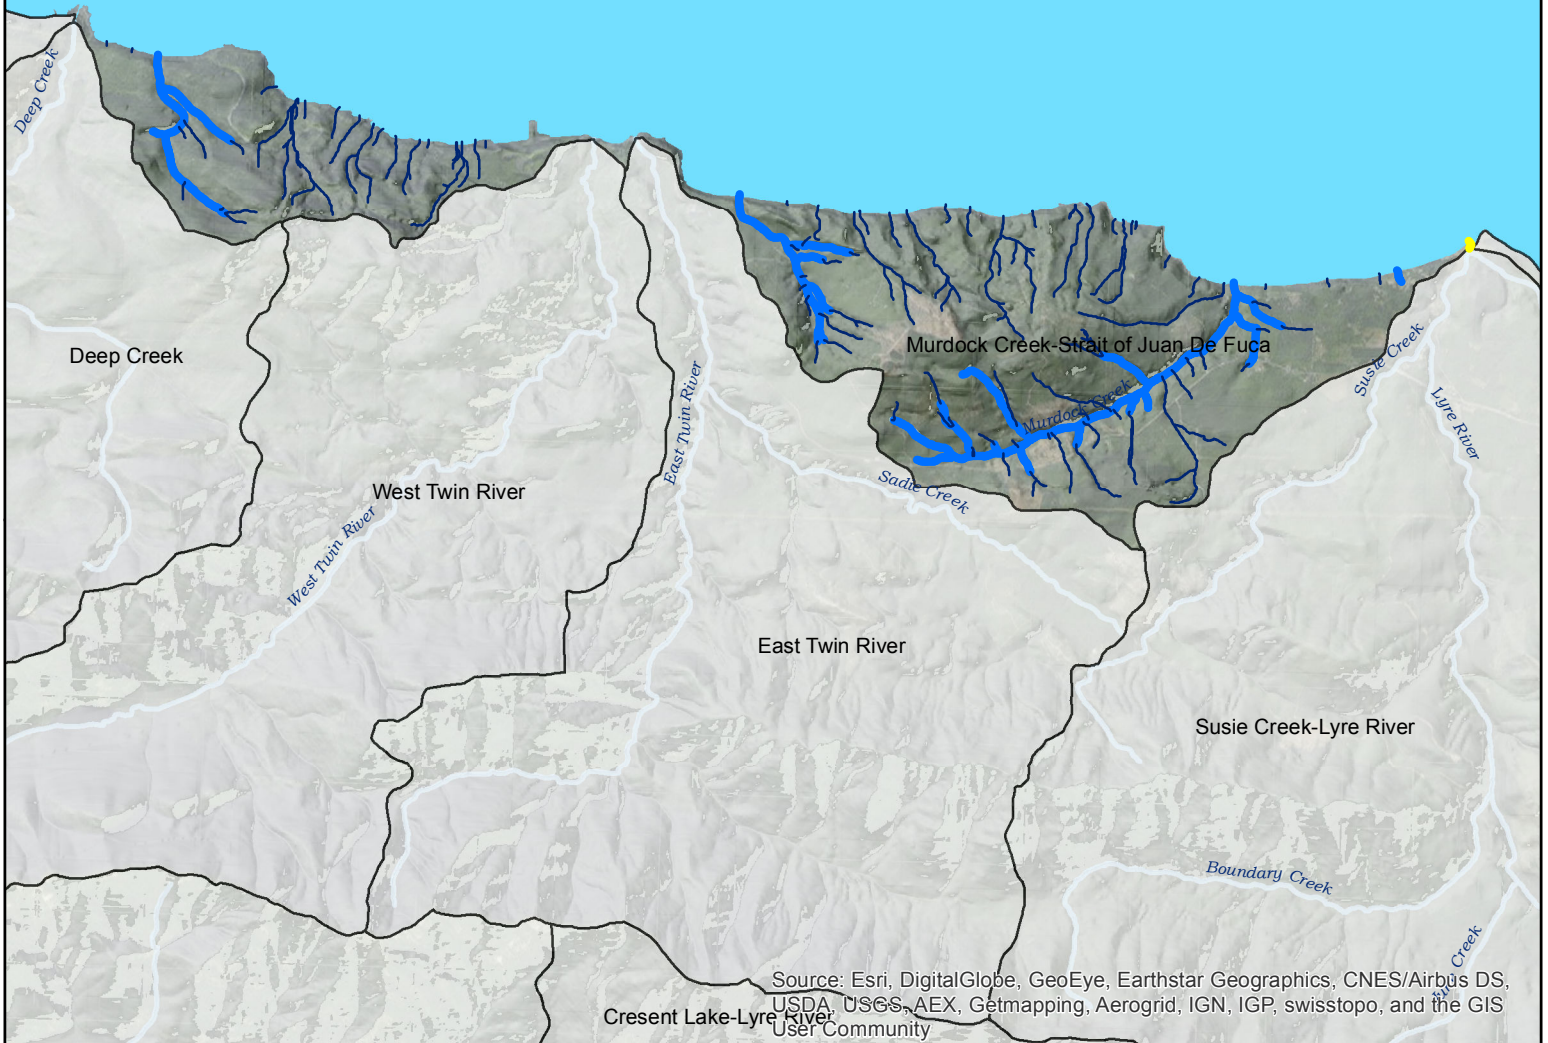 Deep Creek
Deep Creek
Murdock Creek-Strait of Juan De Fuca
Susie Creek
Murdock Creek
Lyre River
East Twin River
West Twin River
Sadie Creek
West Twin River
East Twin River
Susie Creek-Lyre River
Boundary Creek
Creek
Source: Esri, DigitalGlobe, GeoEye, Earthstar Geographics, CNES/Airbus DS,
USDA, USGS, AEX, Getmapping, Aerogrid, IGN, IGP, swisstopo, and the GIS
User Community
Cresent Lake-Lyre River